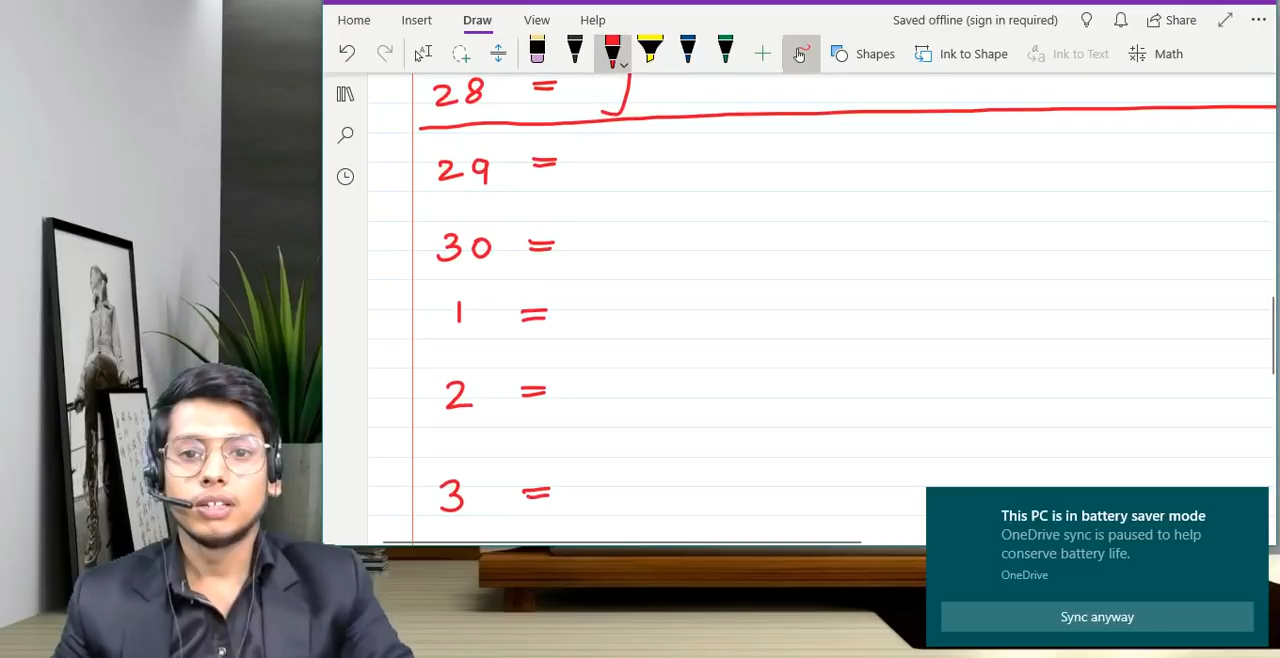 Home Insert Draw View Help Saved offline (sign in required) Share
Shapes Ink to Shape Ink to Text Math
28 =
29 =
30 =
1 =
2 =
3 =
This PC is in battery saver mode
OneDrive sync is paused to help
conserve battery life.
OneDrive
Sync anyway